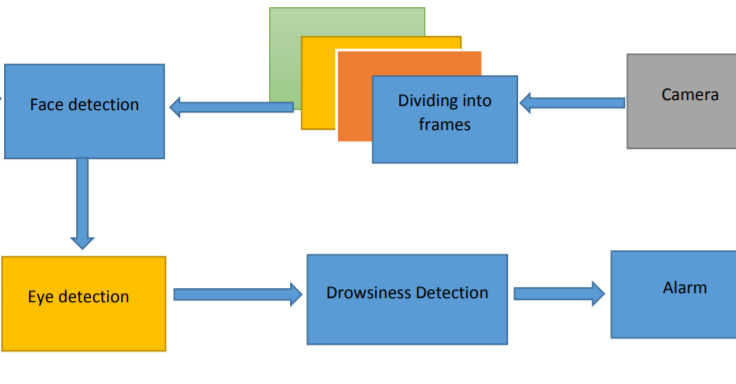 Face detection
Dividing into
frames
Camera
Eye detection
Drowsiness Detection
Alarm